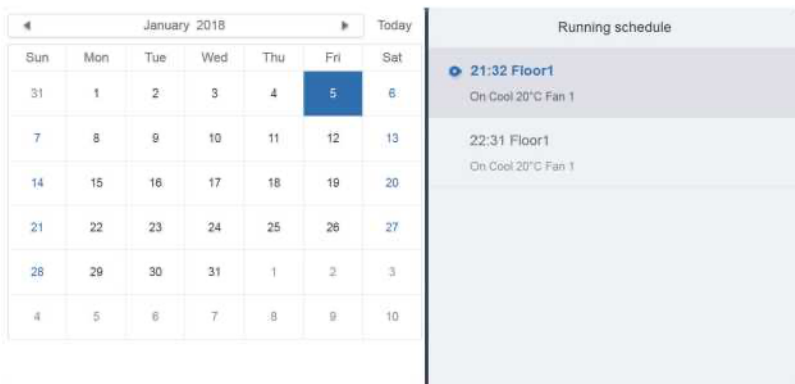 January 2018 Today
Sun Mon Tue Wed Thu Fri Sat
31 1 2 3 4 5 6
7 8 9 10 11 12 13
14 15 16 17 18 19 20
21 22 23 24 25 26 27
28 29 30 31 1 2 3
4 5 6 7 8 9 10
Running schedule
21:32 Floor1
On Cool 20°C Fan 1
22:31 Floor1
On Cool 20°C Fan 1